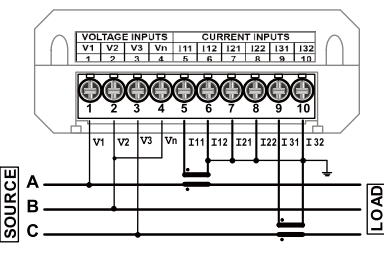 VOLTAGE INPUTS CURRENT INPUTS
V1 V2 V3 Vn I11 I12 I21 I22 I31 I32
1 2 3 4 5 6 7 8 9 10
1 2 3 4 5 6 7 8 9 10
V1 V2 V3 Vn I11 I12 I21 I22 I31 I32
SOURCE
A
B
C
LOAD